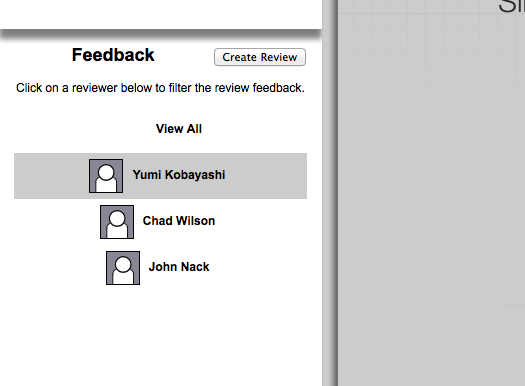 Feedback
Create Review
Click on a reviewer below to filter the review feedback.
View All
Yumi Kobayashi
Chad Wilson
John Nack